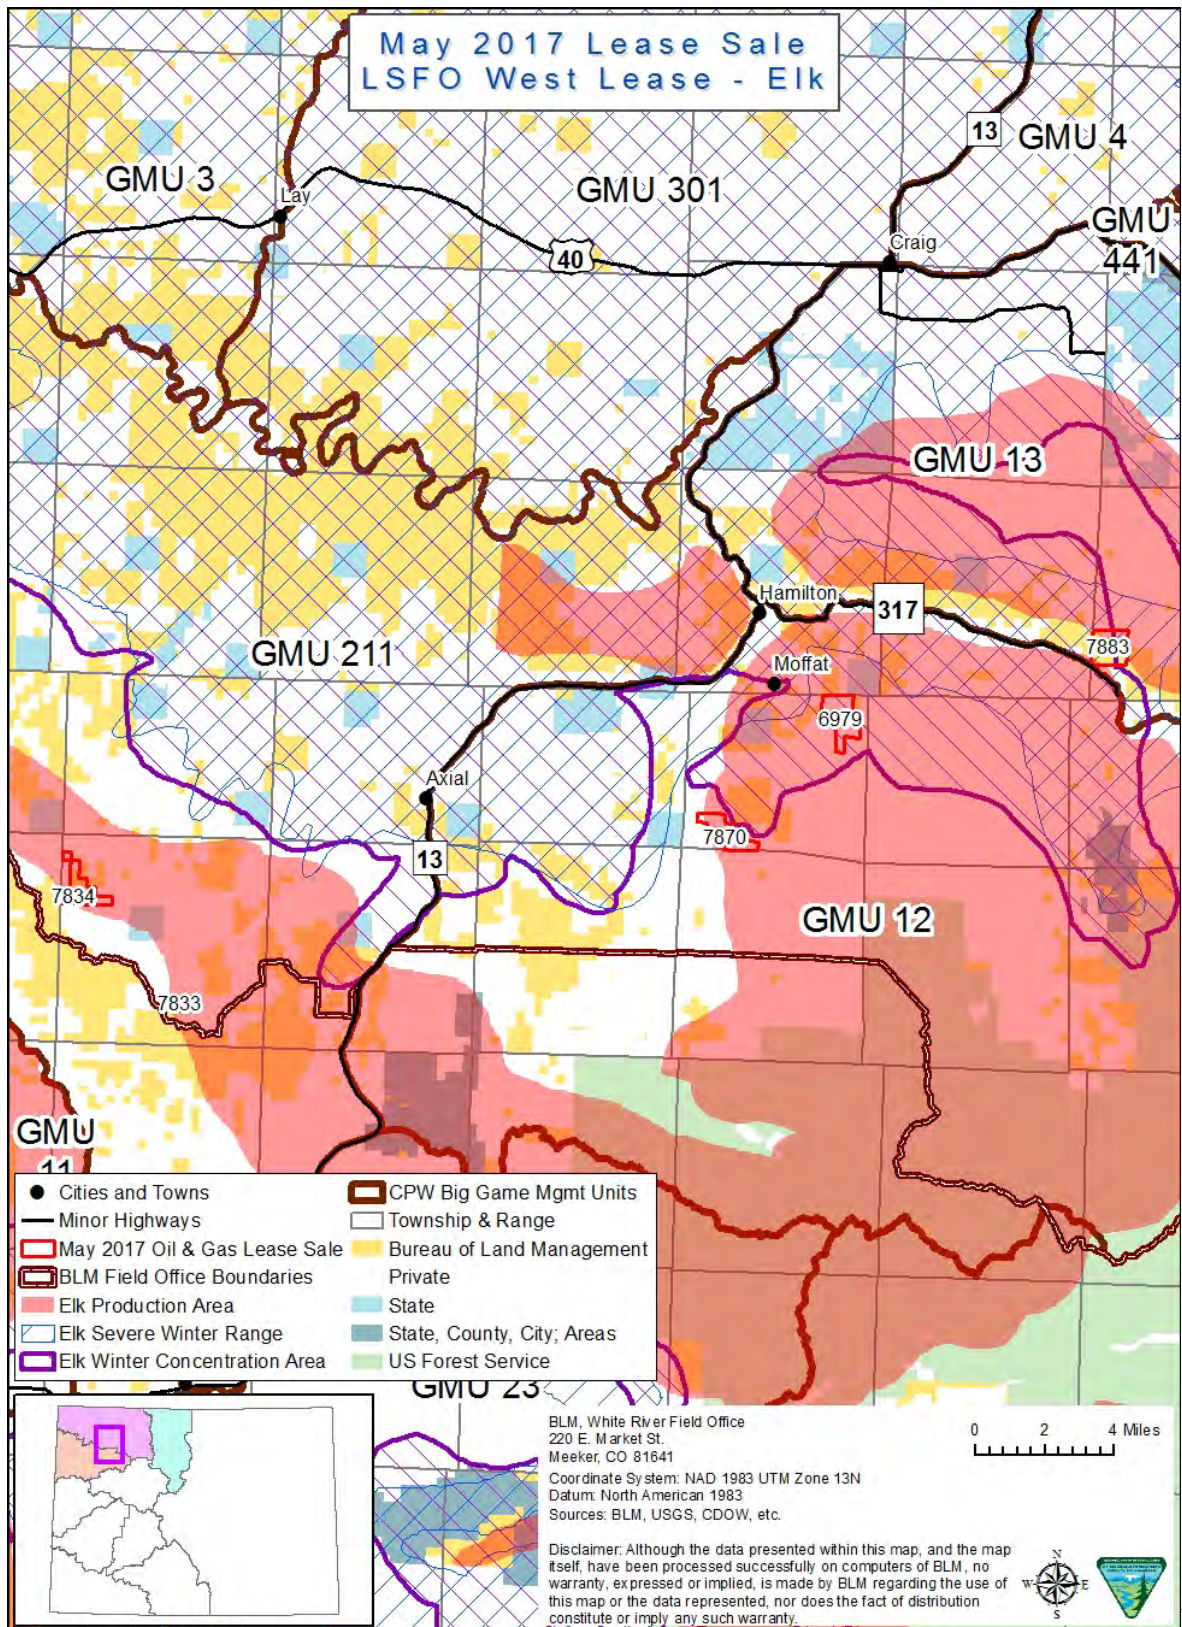 May 2017 Lease Sale
LSFO West Lease - Elk
13
GMU 4
GMU 3
GMU 301
Lay
GMU
441
Craig
40
GMU 13
Hamilton
317
7883
GMU 211
Moffat
6979
Axial
7870
13
7834
GMU 12
7833
GMU
11
Cities and Towns
Minor Highways
May 2017 Oil & Gas Lease Sale
BLM Field Office Boundaries
Elk Production Area
Elk Severe Winter Range
Elk Winter Concentration Area
CPW Big Game Mgmt Units
Township & Range
Bureau of Land Management
Private
State
State, County, City; Areas
US Forest Service
GMU 23
BLM, White River Field Office
220 E. Market St.
Meeker, CO 81641
Coordinate System: NAD 1983 UTM Zone 13N
Datum: North American 1983
Sources: BLM, USGS, CDOW, etc.
0 2 4 Miles
Disclaimer: Although the data presented within this map, and the map
itself, have been processed successfully on computers of BLM, no
warranty, expressed or implied, is made by BLM regarding the use of
this map or the data represented, nor does the fact of distribution
constitute or imply any such warranty.
N
W E
S